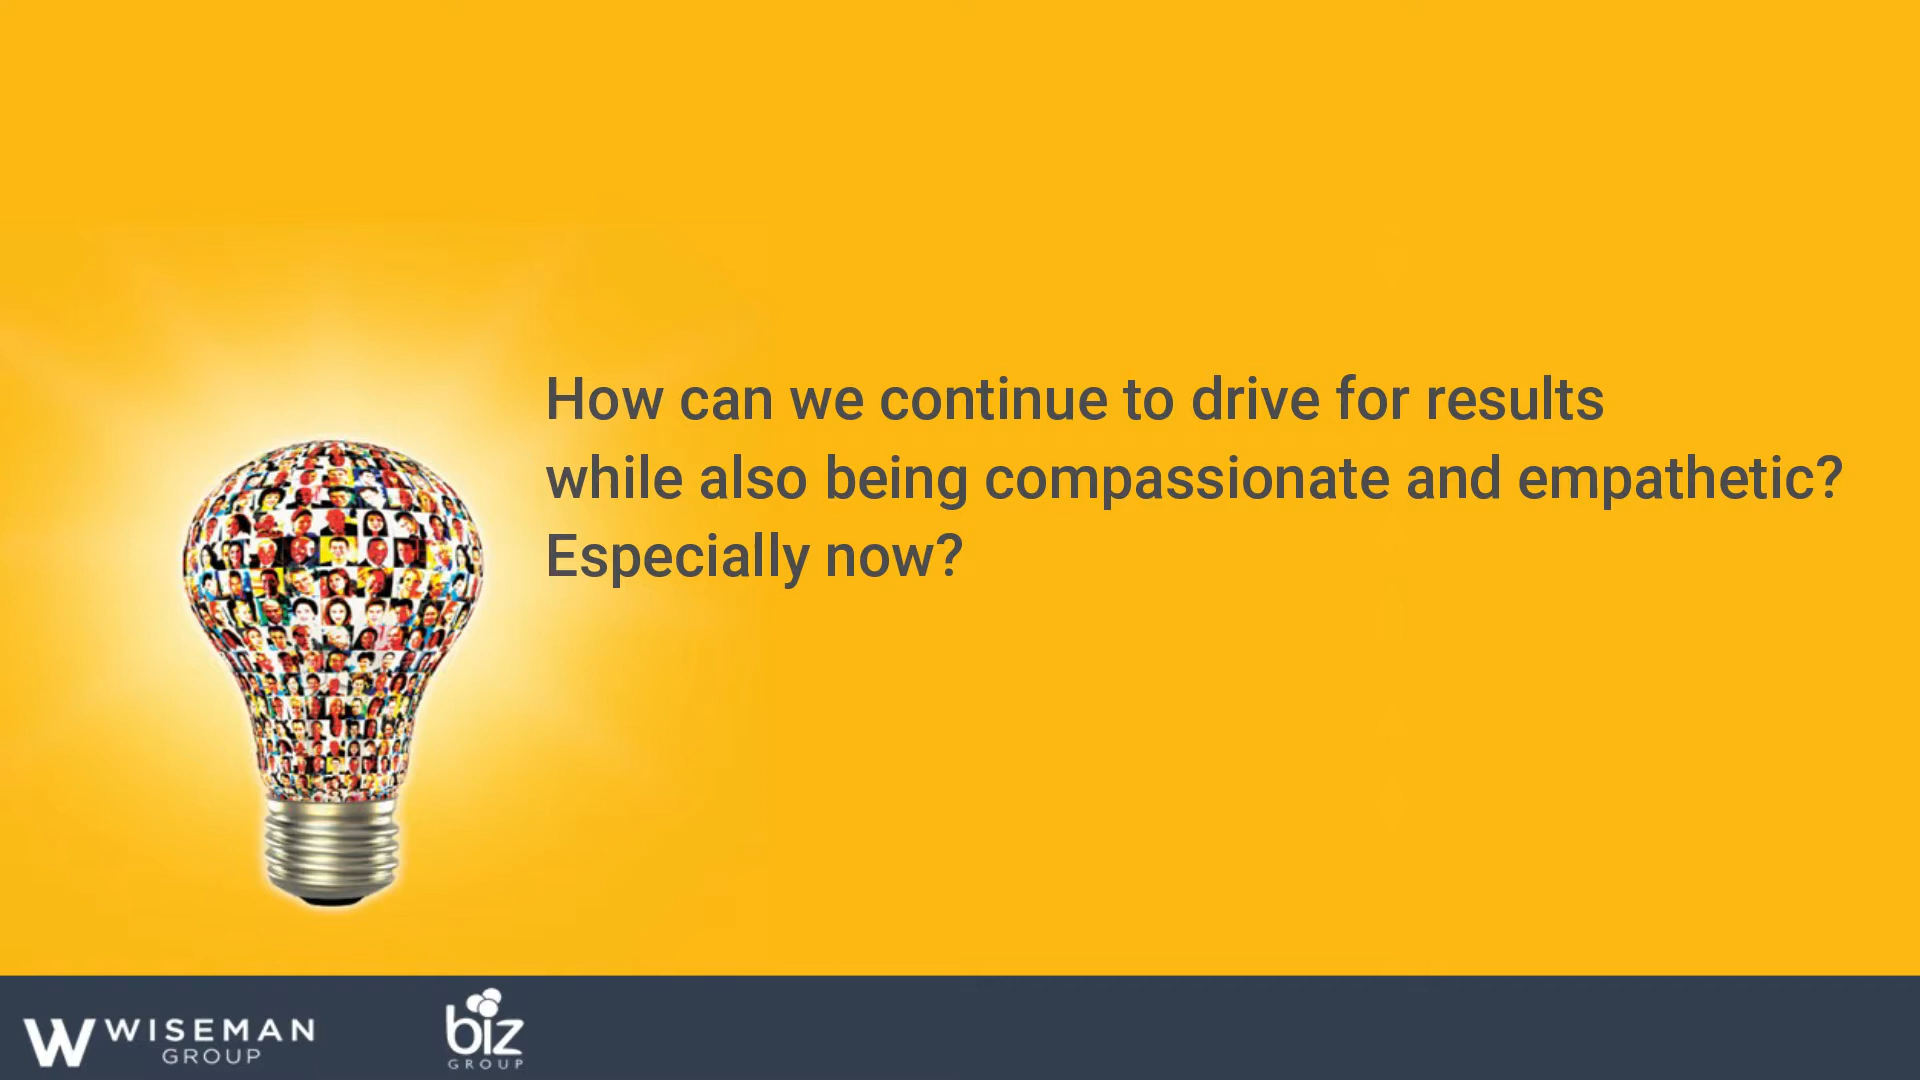 How can we continue to drive for results
while also being compassionate and empathetic?
Especially now?
W WISEMAN
GROUP
biz
GROUP